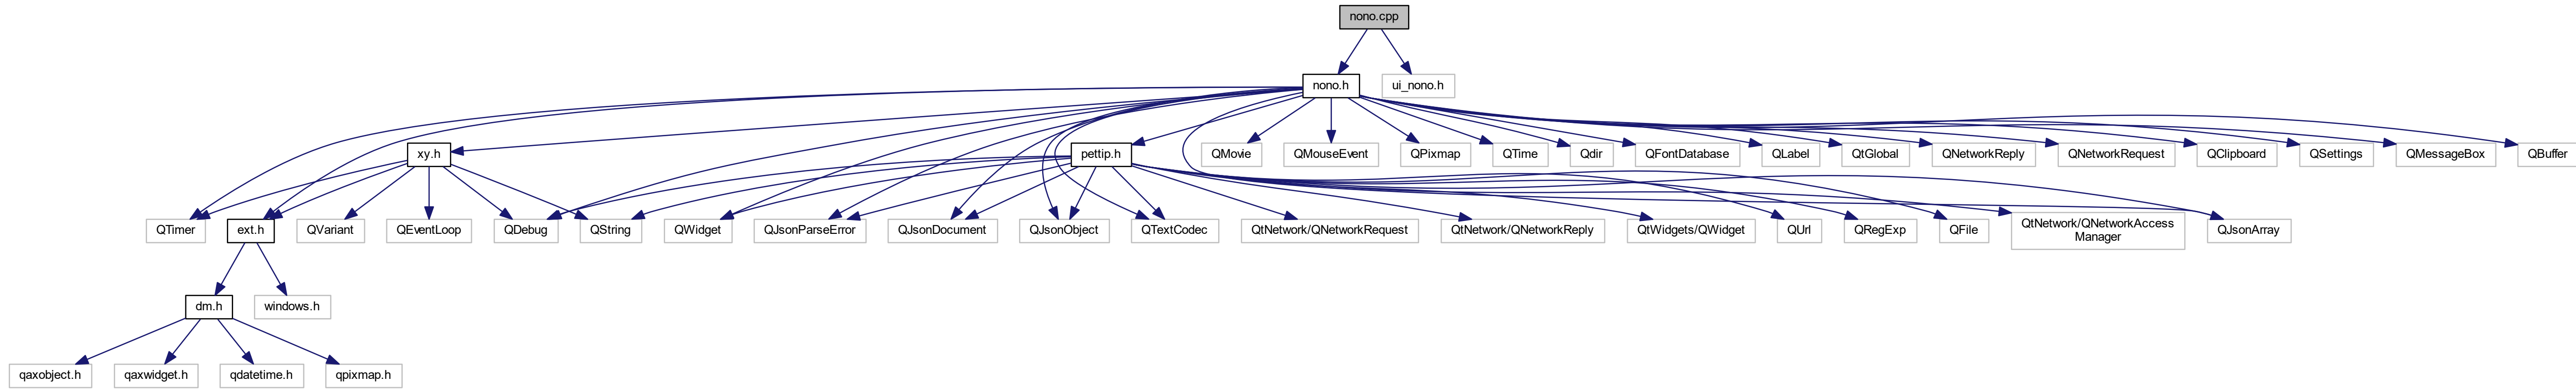 nono.cpp
nono.h
ui_nono.h
xy.h
pettip.h
QMovie
QMouseEvent
QPixmap
QTime
Qdir
QFontDatabase
QLabel
QtGlobal
QNetworkReply
QNetworkRequest
QClipboard
QSettings
QMessageBox
QBuffer
QTimer
ext.h
QVariant
QEventLoop
QDebug
QString
QWidget
QJsonParseError
QJsonDocument
QJsonObject
QTextCodec
QtNetwork/QNetworkRequest
QtNetwork/QNetworkReply
QtWidgets/QWidget
QUrl
QRegExp
QFile
QtNetwork/QNetworkAccess
Manager
QJsonArray
dm.h
windows.h
qaxobject.h
qaxwidget.h
qdatetime.h
qpixmap.h